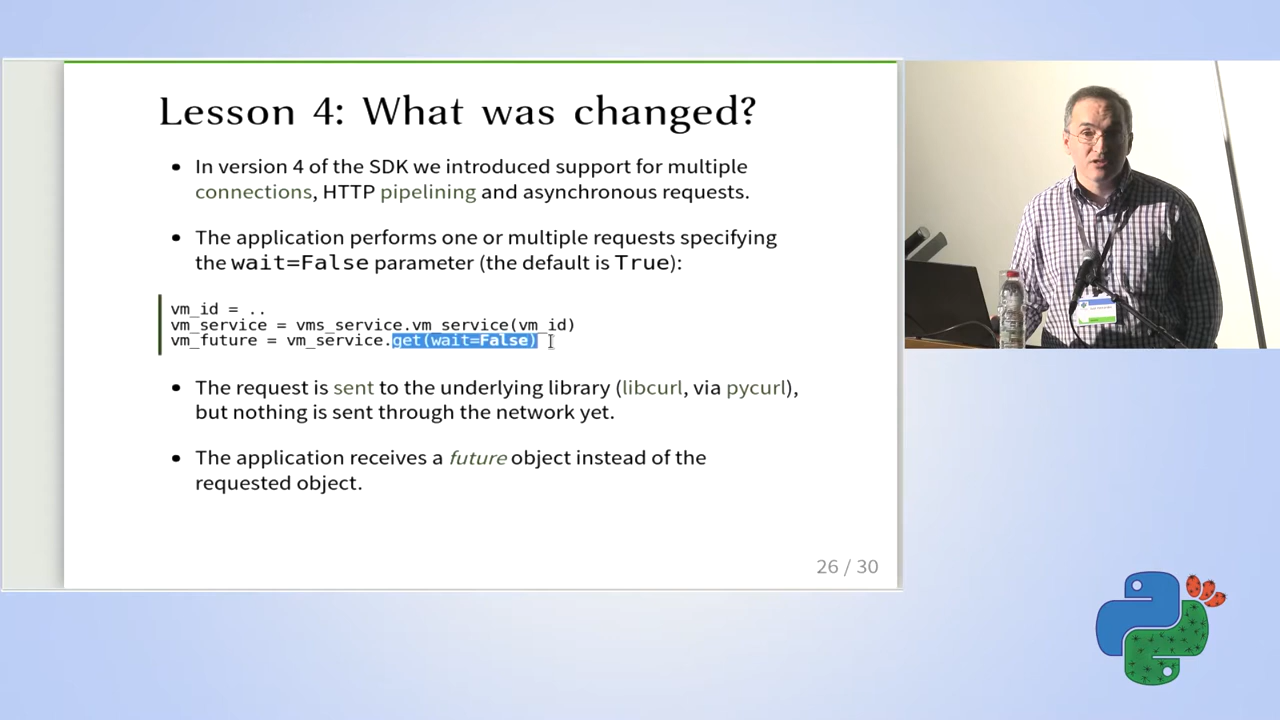 Lesson 4: What was changed?
• In version 4 of the SDK we introduced support for multiple
connections, HTTP pipelining and asynchronous requests.
• The application performs one or multiple requests specifying
the wait=False parameter (the default is True):
vm_id = ..
vm_service = vms_service.vm_service(vm_id)
vm_future = vm_service.get(wait=False)
• The request is sent to the underlying library (libcurl, via pycurl),
but nothing is sent through the network yet.
• The application receives a future object instead of the
requested object.
26 / 30